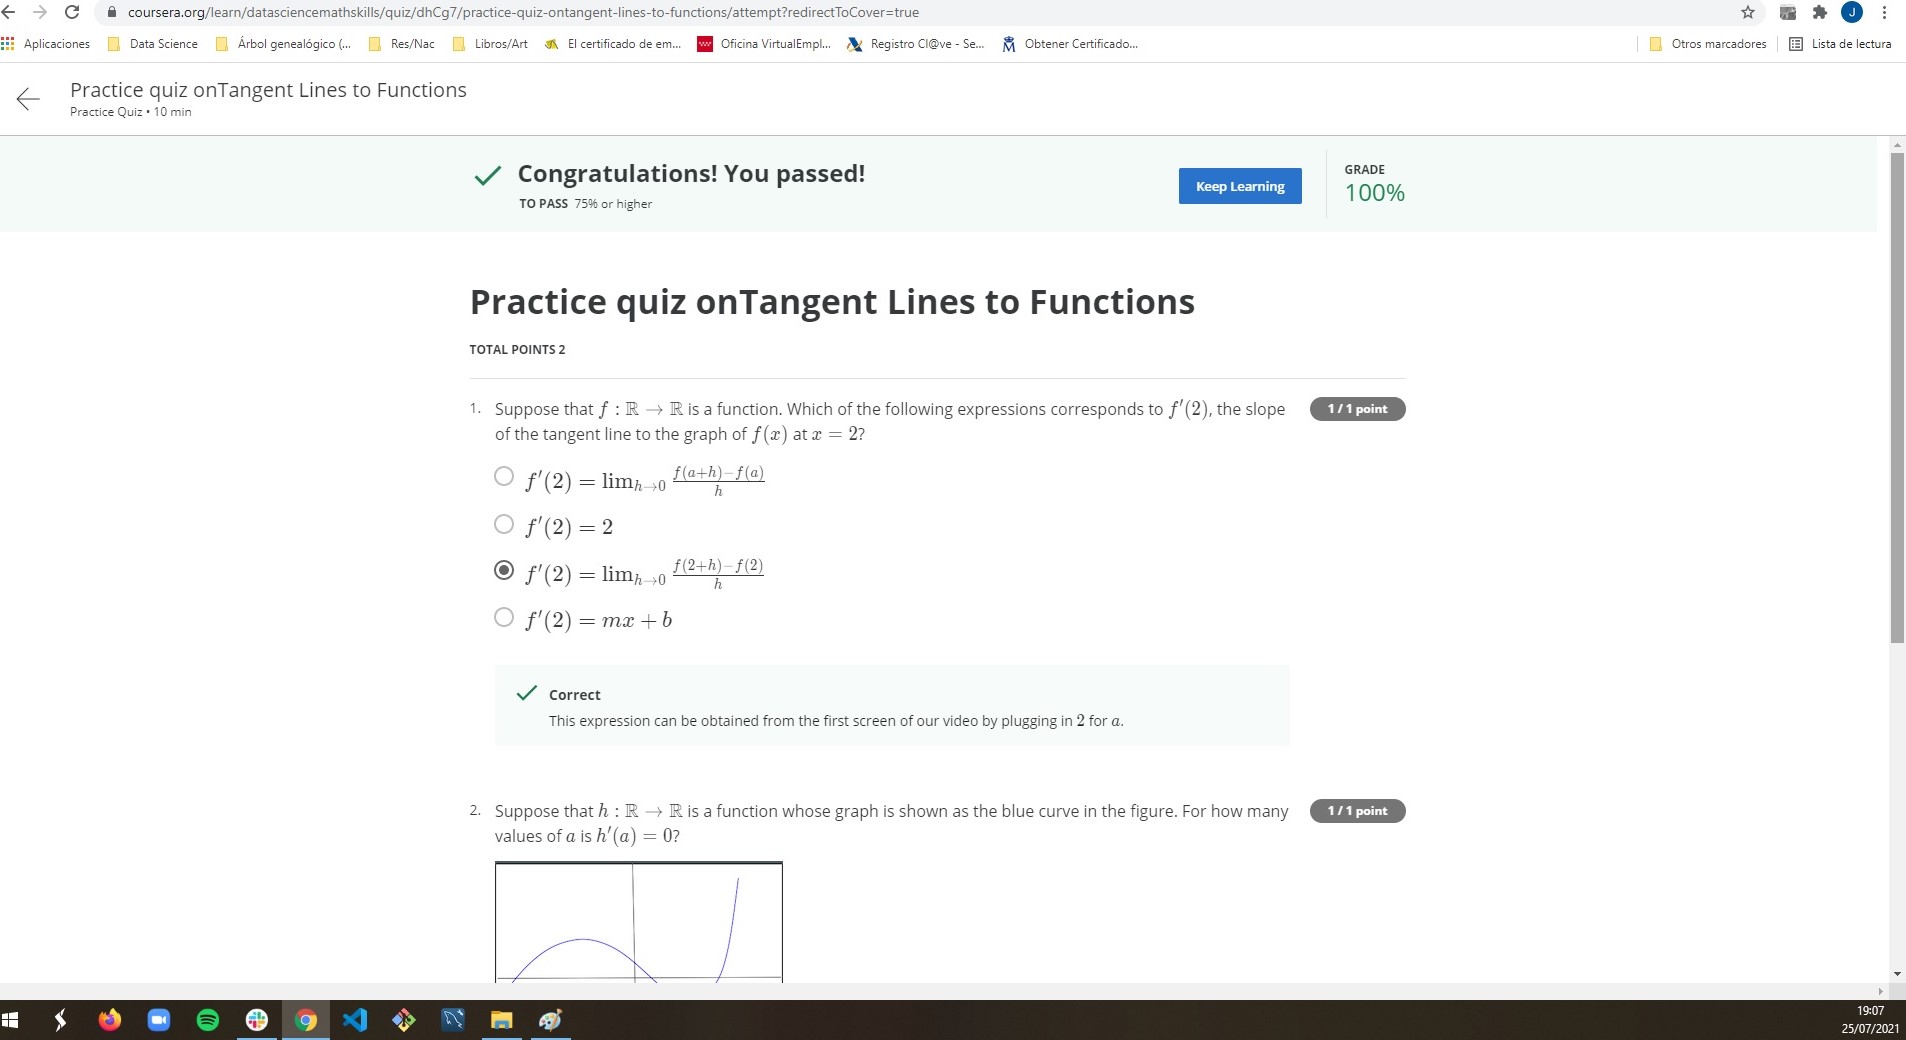 coursera.org/learn/datasciencemathskills/quiz/dhCg7/practice-quiz-ontangent-lines-to-functions/attempt?redirectToCover=true
J
Aplicaciones Data Science Árbol genealógico (... Res/Nac Libros/Art El certificado de em... Oficina VirtualEmpl... Registro Cl@ve - Se... Obtener Certificado... Otros marcadores Lista de lectura
Practice quiz onTangent Lines to Functions
Practice Quiz • 10 min
Congratulations! You passed!
TO PASS 75% or higher
Keep Learning
GRADE
100%
Practice quiz onTangent Lines to Functions
TOTAL POINTS 2
1. Suppose that f : ℝ → ℝ is a function. Which of the following expressions corresponds to f′(2), the slope
of the tangent line to the graph of f(x) at x = 2?
1 / 1 point
f′(2) = lim_{h→0} \frac{f(a+h)−f(a)}{h}
f′(2) = 2
f′(2) = lim_{h→0} \frac{f(2+h)−f(2)}{h}
f′(2) = mx + b
Correct
This expression can be obtained from the first screen of our video by plugging in 2 for a.
2. Suppose that h : ℝ → ℝ is a function whose graph is shown as the blue curve in the figure. For how many
values of a is h′(a) = 0?
1 / 1 point
19:07
25/07/2021